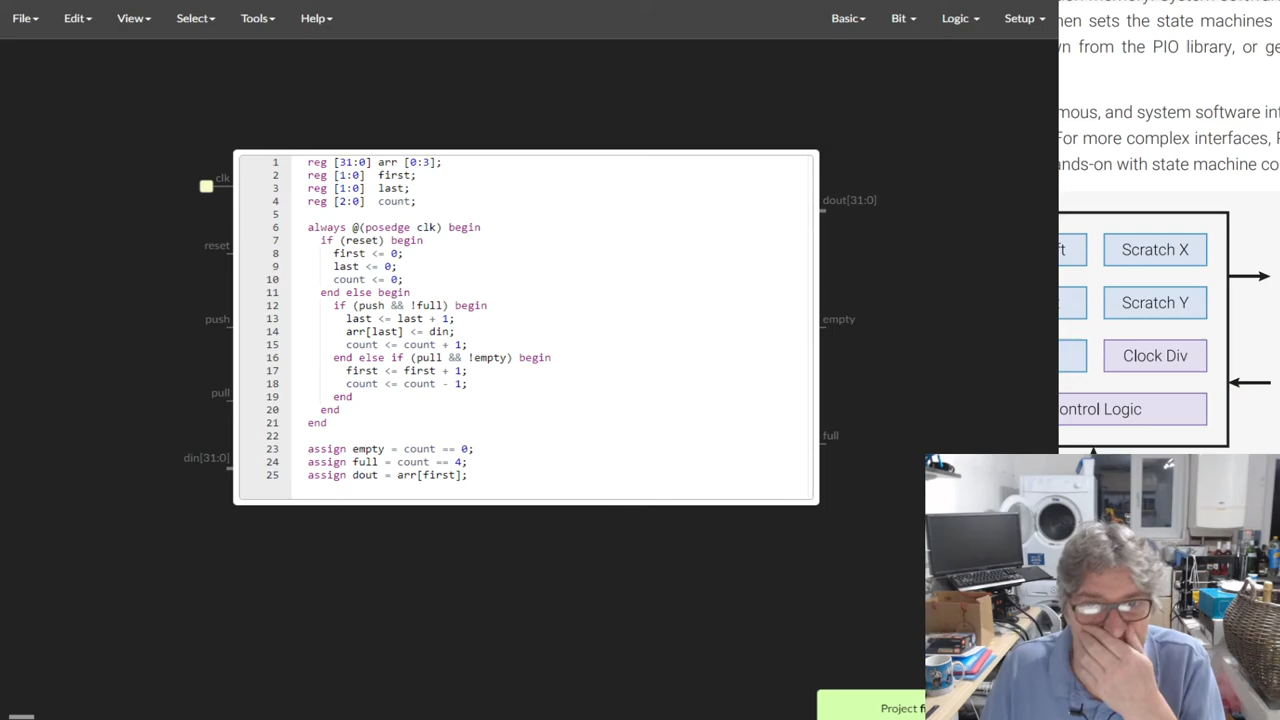 File Edit View Select Tools Help Basic Bit Logic Setup
en sets the state machines
n from the PIO library, or ge
mous, and system software int
For more complex interfaces, P
ands-on with state machine co
clk
reset
push
pull
din[31:0]
1 reg [31:0] arr [0:3];
2 reg [1:0] first;
3 reg [1:0] last;
4 reg [2:0] count;
5
6 always @(posedge clk) begin
7 if (reset) begin
8 first <= 0;
9 last <= 0;
10 count <= 0;
11 end else begin
12 if (push && !full) begin
13 last <= last + 1;
14 arr[last] <= din;
15 count <= count + 1;
16 end else if (pull && !empty) begin
17 first <= first + 1;
18 count <= count - 1;
19 end
20 end
21 end
22
23 assign empty = count == 0;
24 assign full = count == 4;
25 assign dout = arr[first];
dout[31:0]
empty
full
ft Scratch X
Scratch Y
Clock Div
ontrol Logic
Project